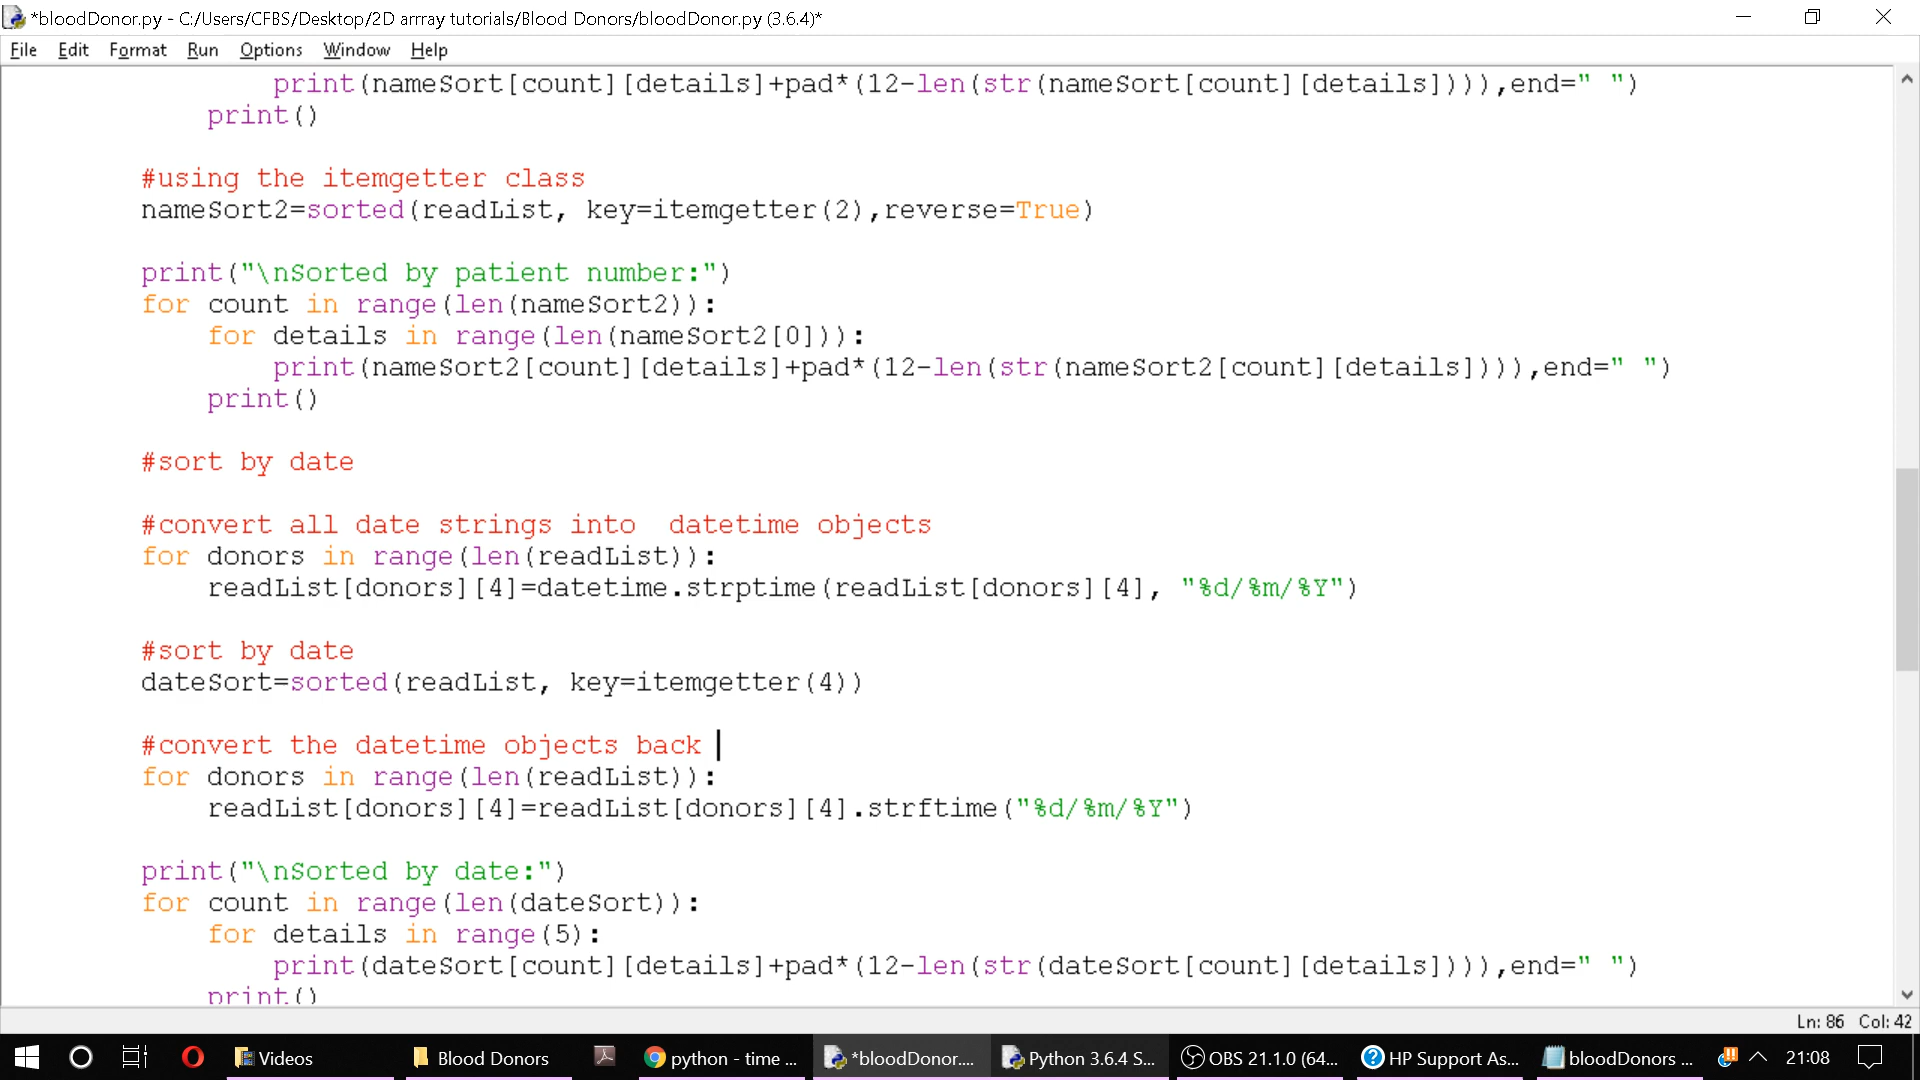 *bloodDonor.py - C:/Users/CFBS/Desktop/2D arrray tutorials/Blood Donors/bloodDonor.py (3.6.4)*
File Edit Format Run Options Window Help
print(nameSort[count][details]+pad*(12-len(str(nameSort[count][details]))),end=" ")
print()
#using the itemgetter class
nameSort2=sorted(readList, key=itemgetter(2),reverse=True)
print("\nSorted by patient number:")
for count in range(len(nameSort2)):
for details in range(len(nameSort2[0])):
print(nameSort2[count][details]+pad*(12-len(str(nameSort2[count][details]))),end=" ")
print()
#sort by date
#convert all date strings into  datetime objects
for donors in range(len(readList)):
readList[donors][4]=datetime.strptime(readList[donors][4], "%d/%m/%Y")
#sort by date
dateSort=sorted(readList, key=itemgetter(4))
#convert the datetime objects back
for donors in range(len(readList)):
readList[donors][4]=readList[donors][4].strftime("%d/%m/%Y")
print("\nSorted by date:")
for count in range(len(dateSort)):
for details in range(5):
print(dateSort[count][details]+pad*(12-len(str(dateSort[count][details]))),end=" ")
print()
Ln: 86 Col: 42
Videos Blood Donors python - time ... *bloodDonor.... Python 3.6.4 S... OBS 21.1.0 (64... HP Support As... bloodDonors ... 21:08